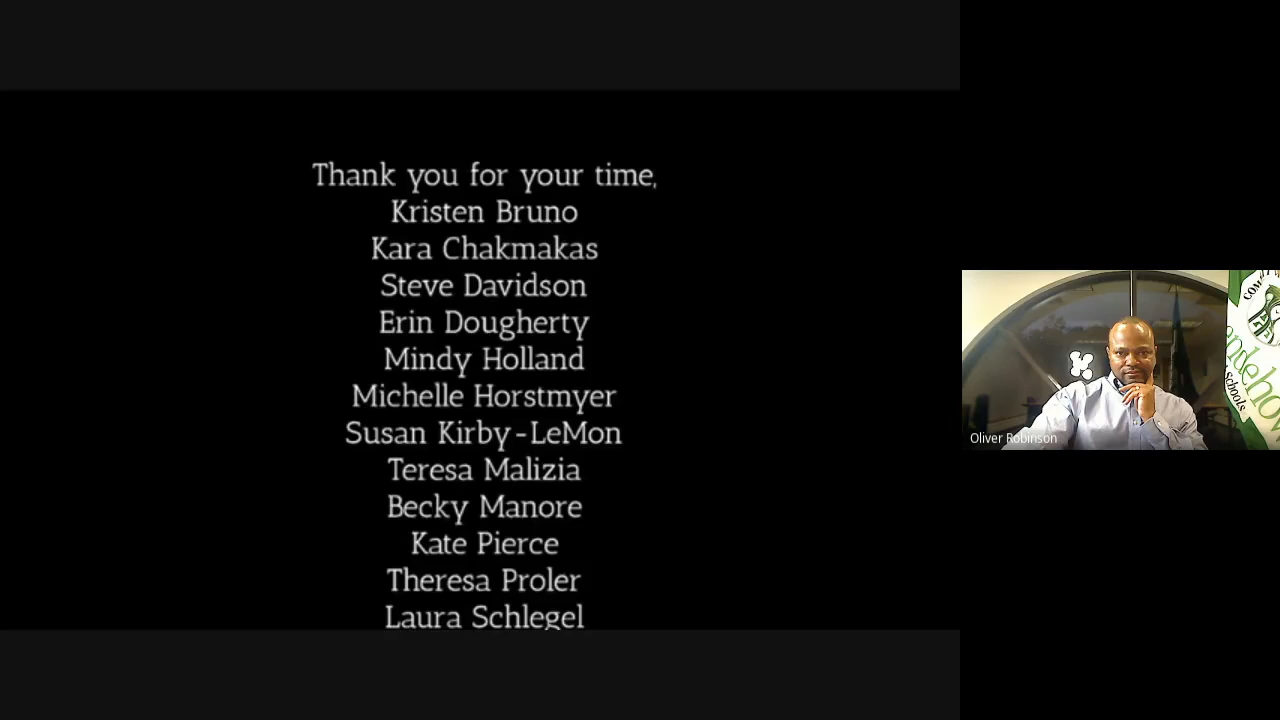 Thank you for your time,
Kristen Bruno
Kara Chakmakas
Steve Davidson
Erin Dougherty
Mindy Holland
Michelle Horstmyer
Susan Kirby-LeMon
Teresa Malizia
Becky Manore
Kate Pierce
Theresa Proler
Laura Schlegel
Oliver Robinson
schools